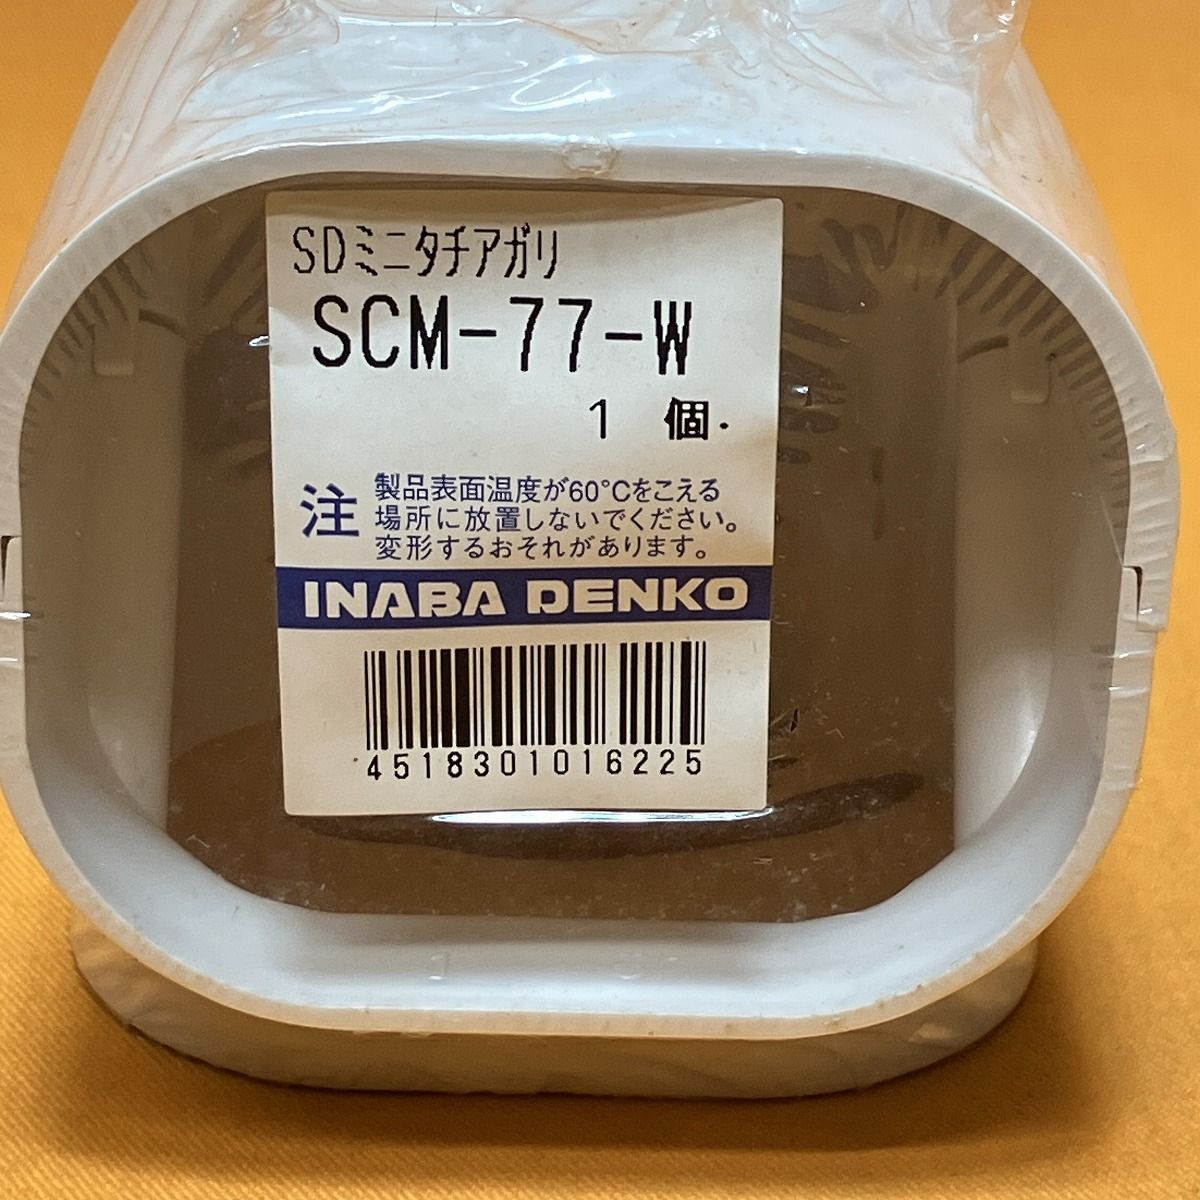 SDミニタチアガリ
SCM-77-W
1 個.
注 製品表面温度が60℃をこえる
場所に放置しないでください。
変形するおそれがあります。
INABA DENKO
4518301016225